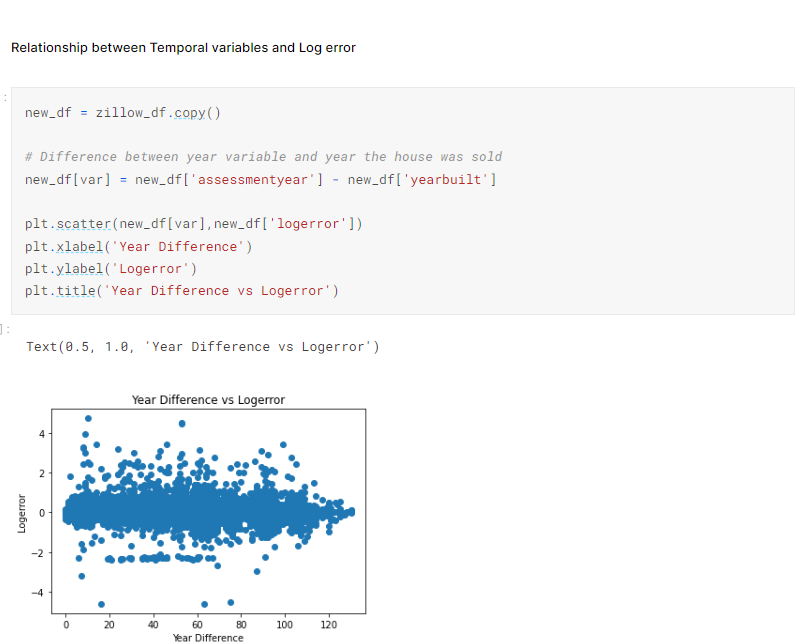 Relationship between Temporal variables and Log error
:
new_df = zillow_df.copy()
# Difference between year variable and year the house was sold
new_df[var] = new_df['assessmentyear'] - new_df['yearbuilt']
plt.scatter(new_df[var],new_df['logerror'])
plt.xlabel('Year Difference')
plt.ylabel('Logerror')
plt.title('Year Difference vs Logerror')
]:
Text(0.5, 1.0, 'Year Difference vs Logerror')
Year Difference vs Logerror
4
2
0
−2
−4
Logerror
0 20 40 60 80 100 120
Year Difference